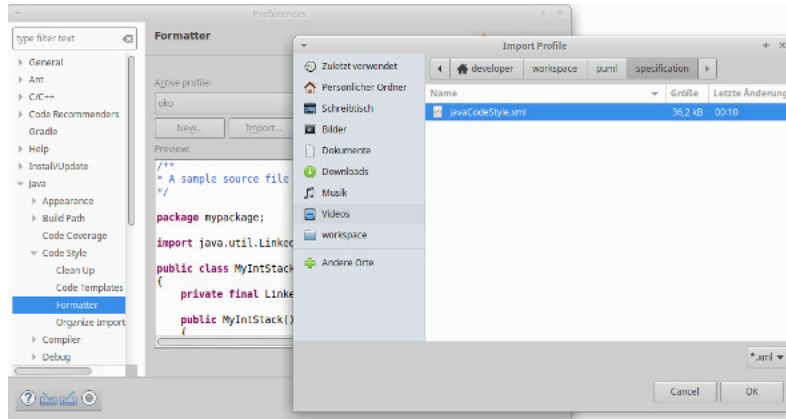 Preferences
type filter text
General
Ant
C/C++
Code Recommenders
Gradle
Help
Install/Update
Java
Appearance
Build Path
Code Coverage
Code Style
Clean Up
Code Templates
Formatter
Organize Import
Compiler
Debug
Formatter
Active profile:
oko
New...
Import...
Preview:
/**
* A sample source file
*/
package mypackage;
import java.util.Linked
public class MyIntStack
{
private final Linke
public MyIntStack()
{
Import Profile
Zuletzt verwendet
Persönlicher Ordner
Schreibtisch
Bilder
Dokumente
Downloads
Musik
Videos
workspace
Andere Orte
developer workspace puml specification
Name Größe Letzte Änderung
javaCodeStyle.xml 36,2 kB 00:10
*.xml
Cancel OK